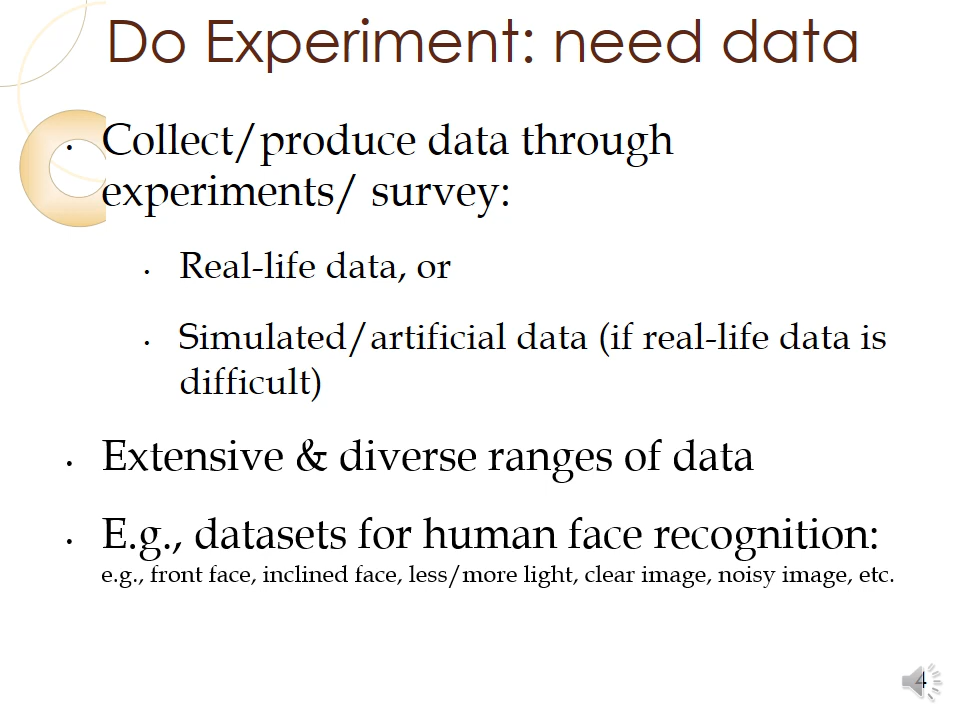 Do Experiment: need data
• Collect/produce data through
experiments/ survey:
• Real-life data, or
• Simulated/artificial data (if real-life data is
difficult)
• Extensive & diverse ranges of data
• E.g., datasets for human face recognition:
e.g., front face, inclined face, less/more light, clear image, noisy image, etc.
4